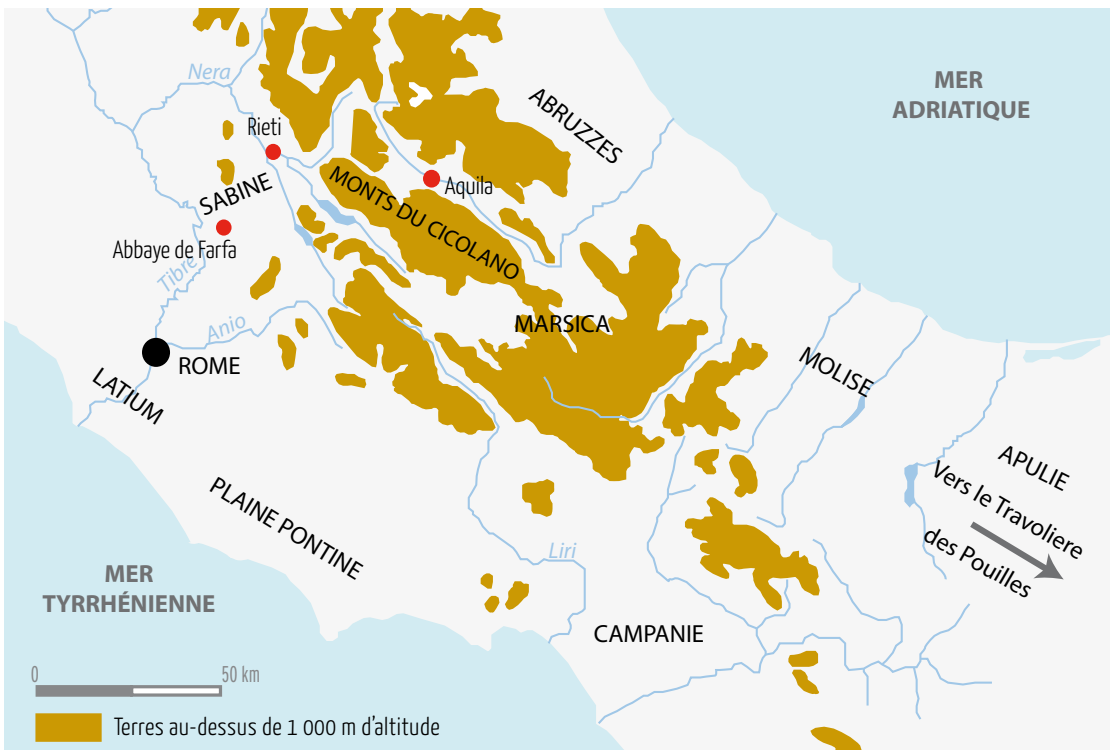 MER
ADRIATIQUE
Nera
ABRUZZES
Rieti
Aquila
SABINE
MONTS DU CICOLANO
Abbaye de Farfa
Tibre
Anio
MARSICA
ROME
MOLISE
LATIUM
APULIE
Vers le Travoliere
des Pouilles
PLAINE PONTINE
Liri
MER
TYRRHÉNIENNE
CAMPANIE
0 50 km
Terres au-dessus de 1 000 m d'altitude